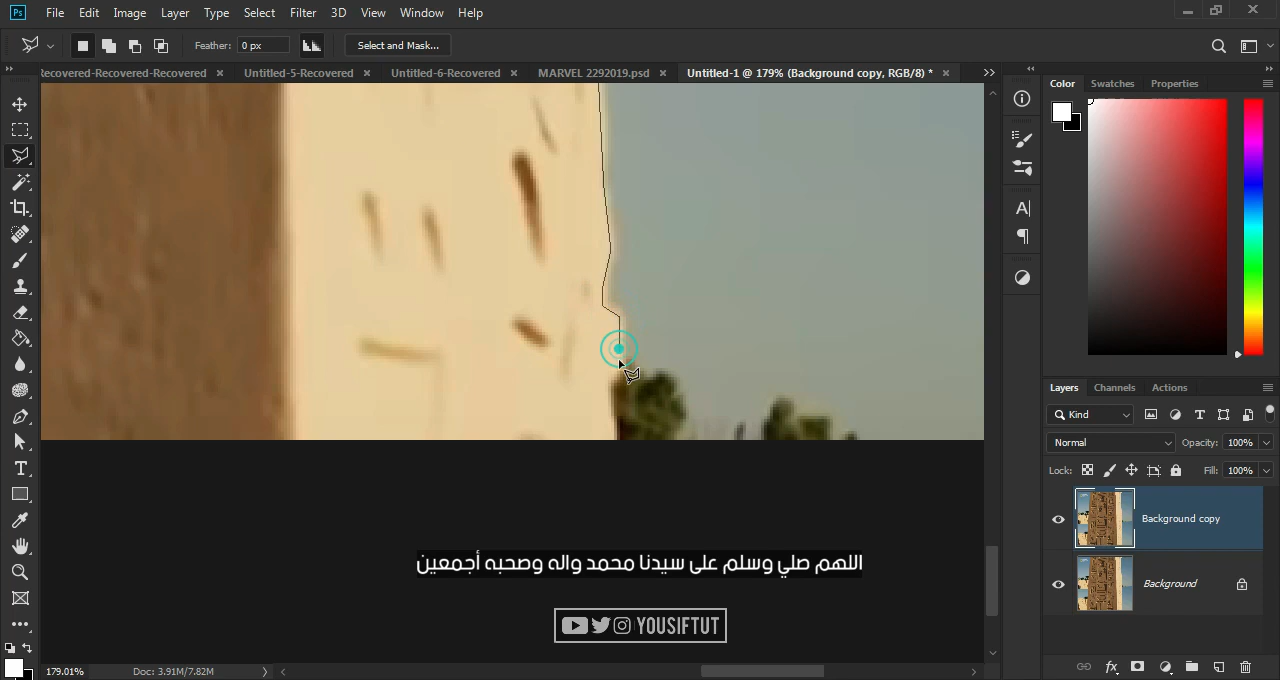 Ps File Edit Image Layer Type Select Filter 3D View Window Help
Feather: 0 px Select and Mask...
Recovered-Recovered-Recovered × Untitled-5-Recovered × Untitled-6-Recovered × MARVEL 2292019.psd × Untitled-1 @ 179% (Background copy, RGB/8) * ×
Color Swatches Properties
Layers Channels Actions
Kind
Normal Opacity: 100%
Lock: Fill: 100%
Background copy
Background
اللهم صلي وسلم على سيدنا محمد واله وصحبه أجمعين
YOUSIFTUT
179.01% Doc: 3.91M/7.82M